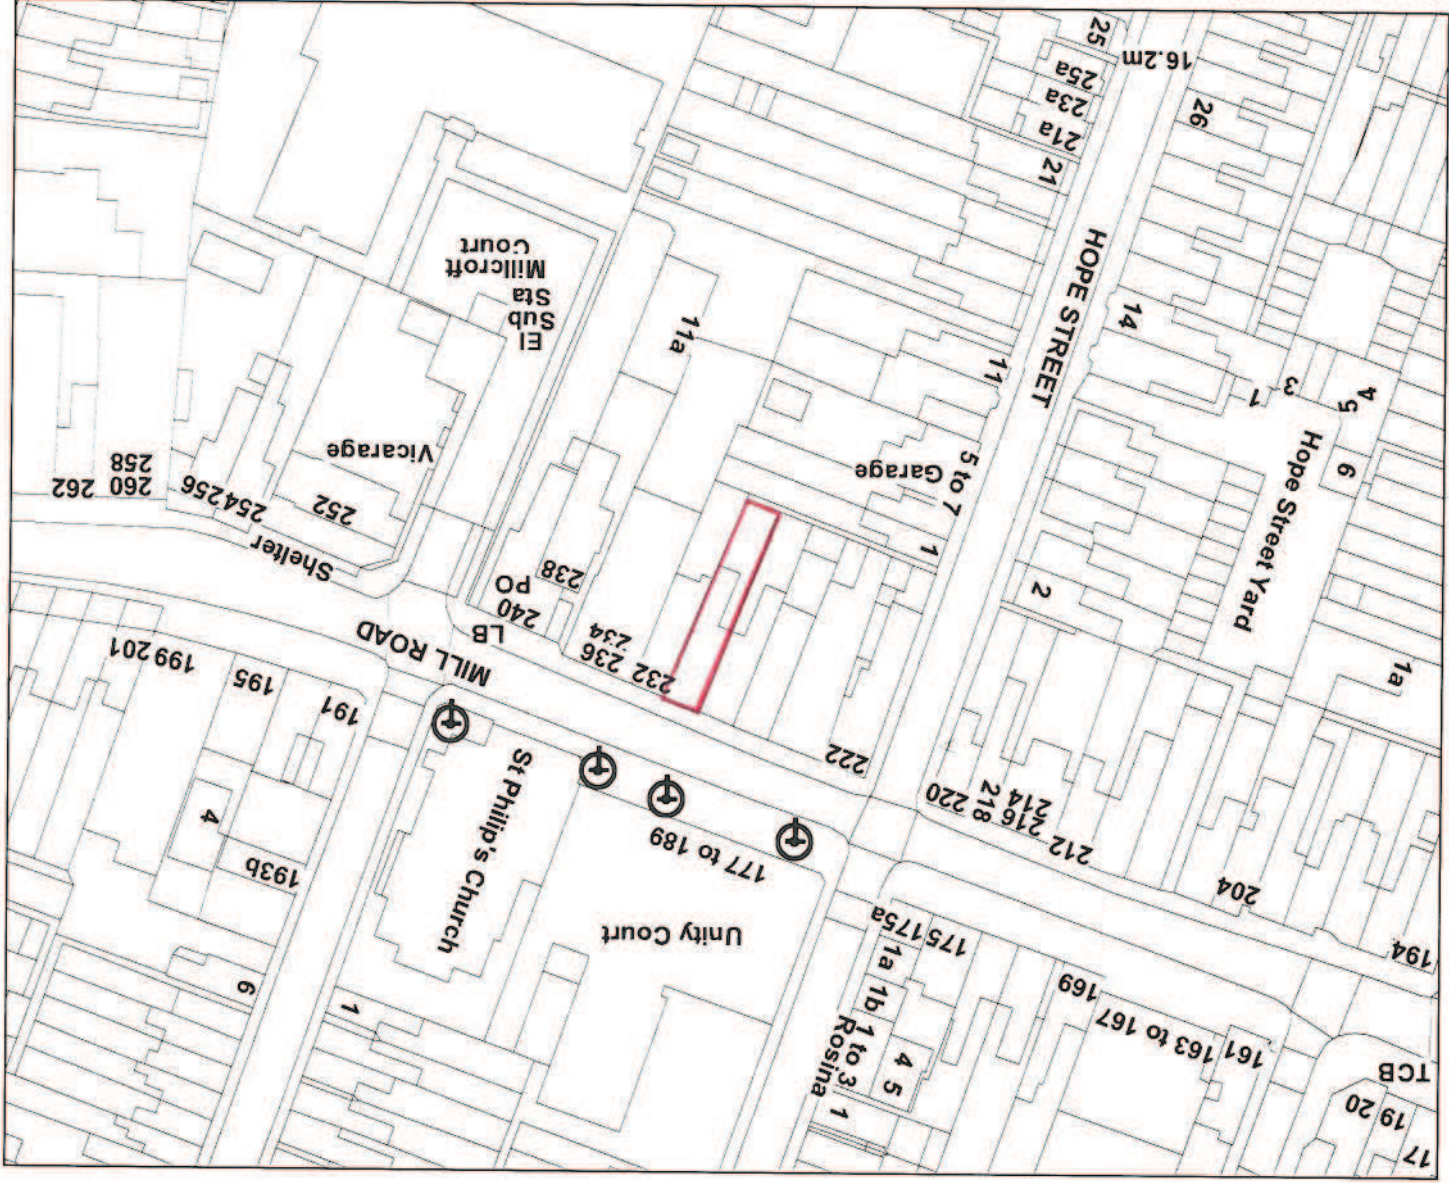 17
19 20
TCB
161
163 to 167
169
1
Rosina
1 to 3
5
4
1b
1a
175
175a
194
204
212
214
216
218
220
Unity Court
177 to 189
St Philip's Church
1
6
193b
4
191
195
199
201
MILL ROAD
222
232
234
236
238
240
PO
LB
Shelter
252
254
256
258
260
262
Vicarage
1a
Hope Street Yard
6
5
4
3
1
2
14
26
HOPE STREET
1
5 to 7
Garage
11
11a
El
Sub
Sta
Millcroft
Court
21
21a
23a
25a
25
16.2m